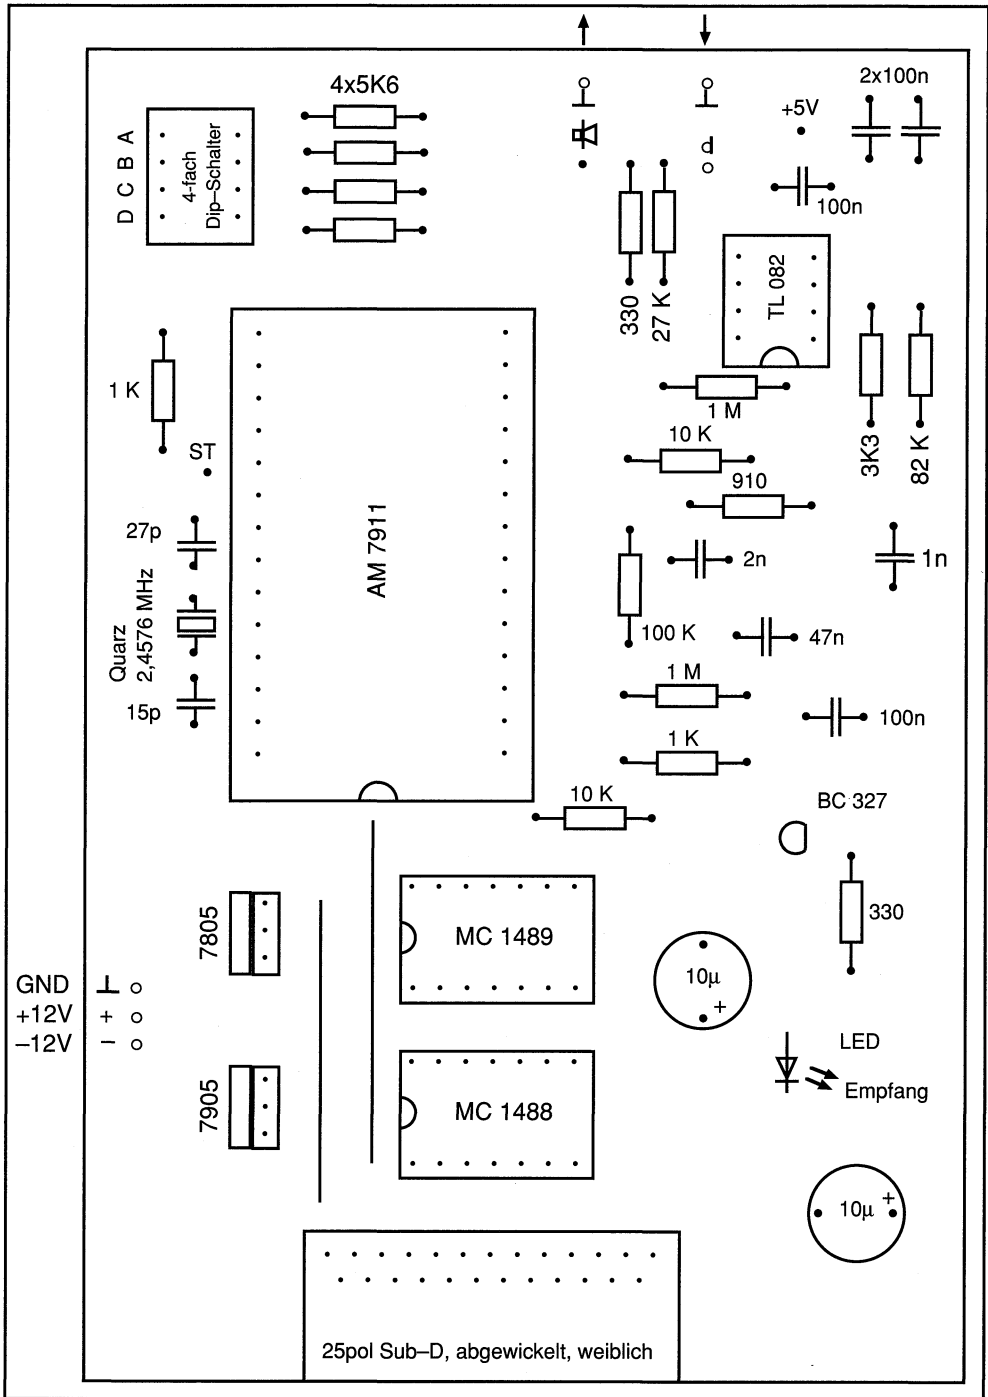 4x5K6
2x100n
+5V
A
B
C
D
4-fach
Dip–Schalter
100n
330
27 K
TL 082
1 K
1 M
3K3
82 K
ST
10 K
910
27p
AM 7911
2n
1n
Quarz
2,4576 MHz
100 K
47n
15p
1 M
100n
1 K
10 K
BC 327
7805
MC 1489
330
10µ
+
GND
+12V +
–12V –
LED
Empfang
7905
MC 1488
10µ +
25pol Sub–D, abgewickelt, weiblich